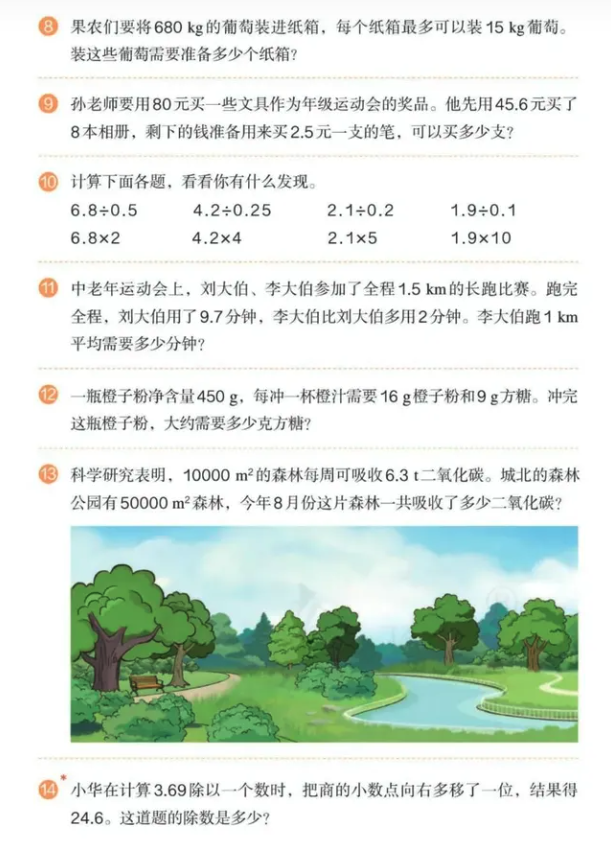 ⑧ 果农们要将680 kg的葡萄装进纸箱，每个纸箱最多可以装15 kg葡萄。
装这些葡萄需要准备多少个纸箱？
⑨ 孙老师要用80元买一些文具作为年级运动会的奖品。他先用45.6元买了
8本相册，剩下的钱准备用来买2.5元一支的笔，可以买多少支？
⑩ 计算下面各题，看看你有什么发现。
6.8÷0.5 4.2÷0.25 2.1÷0.2 1.9÷0.1
6.8×2 4.2×4 2.1×5 1.9×10
⑪ 中老年运动会上，刘大伯、李大伯参加了全程1.5 km的长跑比赛。跑完
全程，刘大伯用了9.7分钟，李大伯比刘大伯多用2分钟。李大伯跑1 km
平均需要多少分钟？
⑫ 一瓶橙子粉净含量450 g，每冲一杯橙汁需要16 g橙子粉和9 g方糖。冲完
这瓶橙子粉，大约需要多少克方糖？
⑬ 科学研究表明，10000 m²的森林每周可吸收6.3 t二氧化碳。城北的森林
公园有50000 m²森林，今年8月份这片森林一共吸收了多少二氧化碳？
⑭* 小华在计算3.69除以一个数时，把商的小数点向右多移了一位，结果得
24.6。这道题的除数是多少？